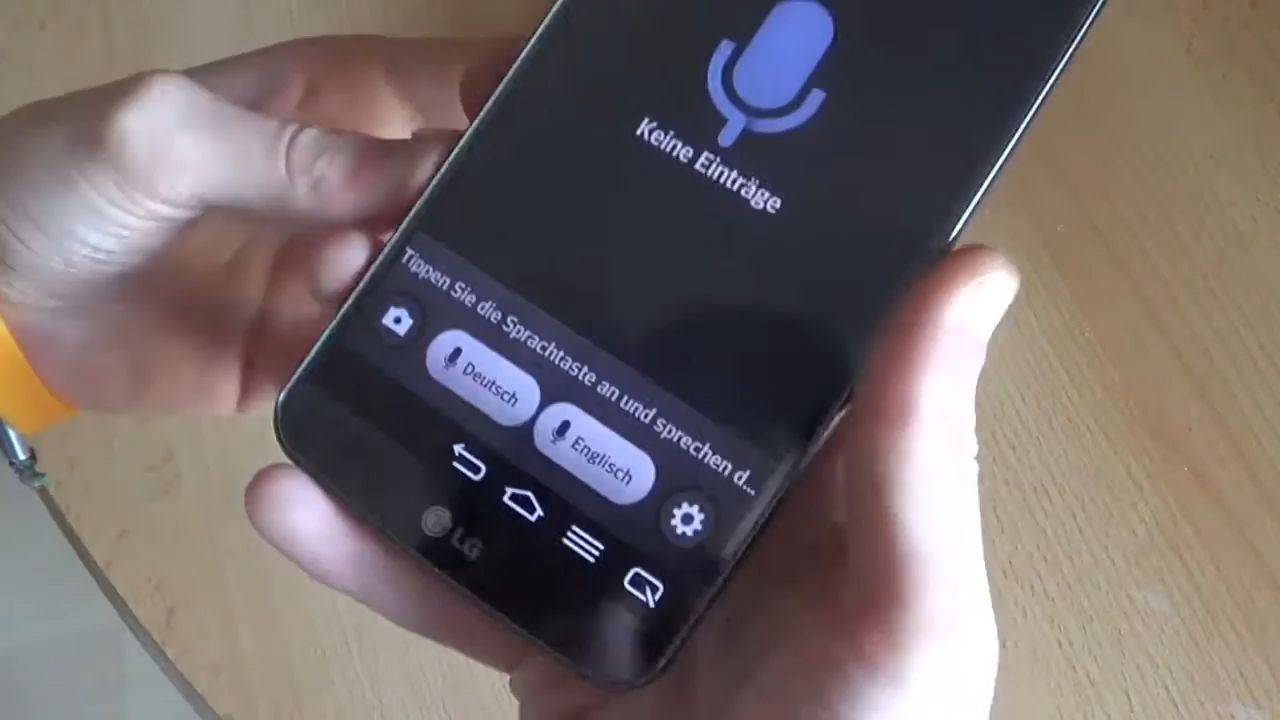 Keine Einträge
Tippen Sie die Sprachtaste an und sprechen d...
Deutsch
Englisch
LG